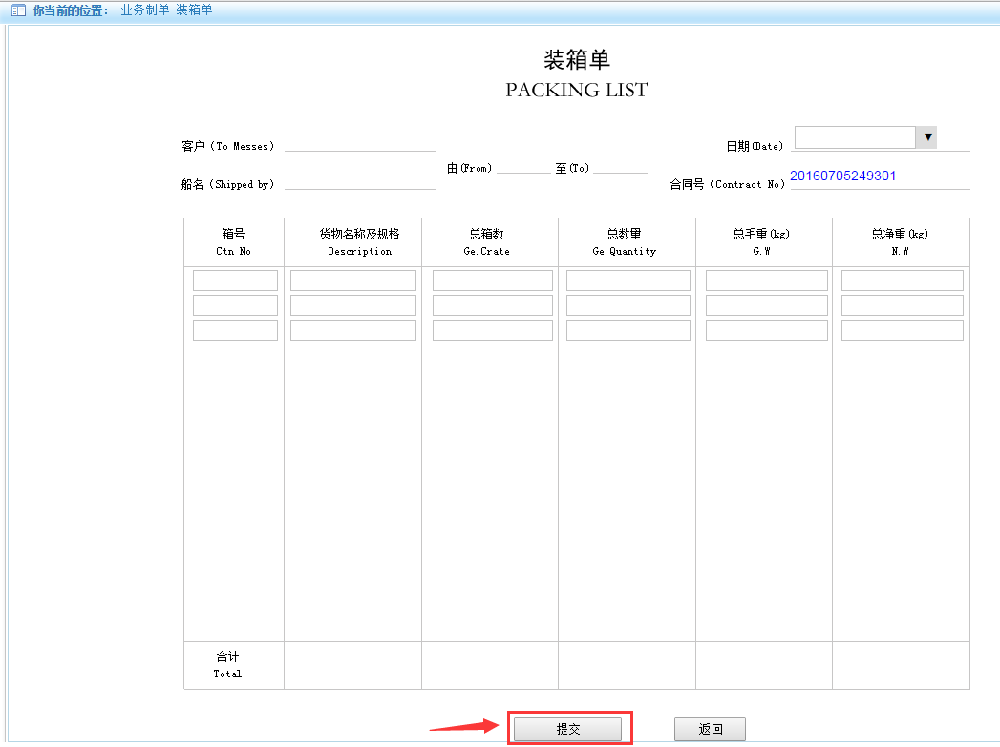 你当前的位置： 业务制单-装箱单
装箱单
PACKING LIST
客户 (To Messes)
日期(Date)
▼
由(From)
至(To)
船名 (Shipped by)
合同号 (Contract No)
20160705249301
箱号
Ctn No
货物名称及规格
Description
总箱数
Ge.Crate
总数量
Ge.Quantity
总毛重(kg)
G.W
总净重(kg)
N.W
合计
Total
提交
返回